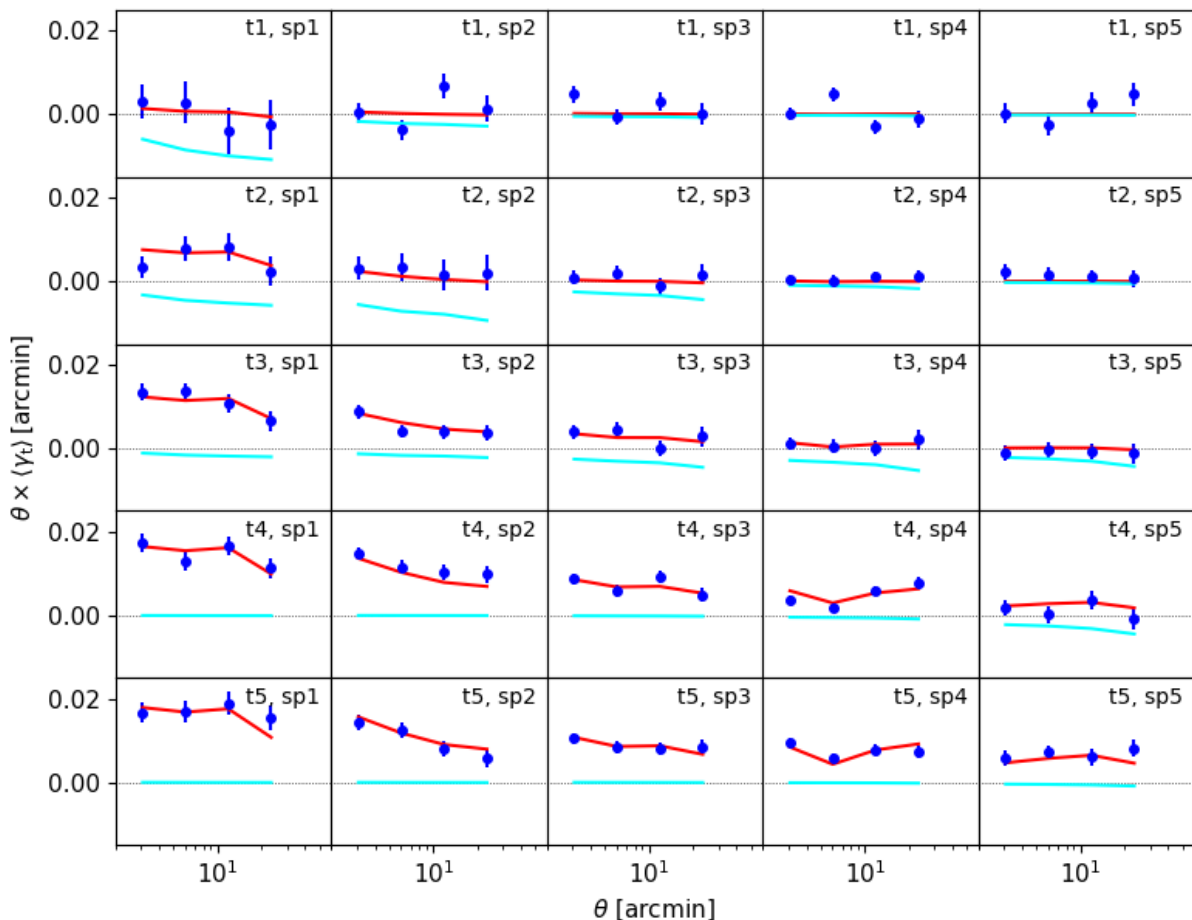 0.02 t1, sp1 t1, sp2 t1, sp3 t1, sp4 t1, sp5
0.00
0.02 t2, sp1 t2, sp2 t2, sp3 t2, sp4 t2, sp5
0.00
0.02 t3, sp1 t3, sp2 t3, sp3 t3, sp4 t3, sp5
0.00
θ × ⟨γₜ⟩ [arcmin]
0.02 t4, sp1 t4, sp2 t4, sp3 t4, sp4 t4, sp5
0.00
0.02 t5, sp1 t5, sp2 t5, sp3 t5, sp4 t5, sp5
0.00
10¹ 10¹ 10¹ 10¹ 10¹
θ [arcmin]